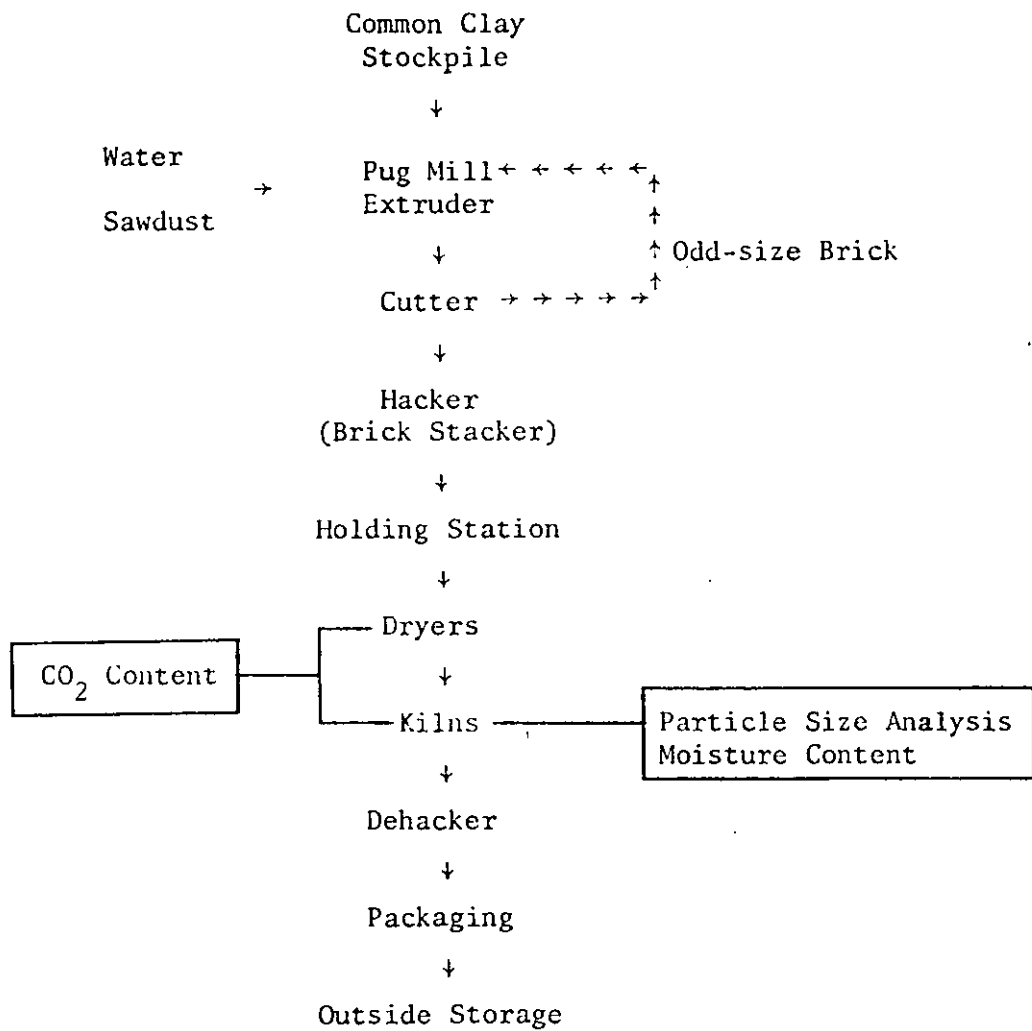 Common Clay
Stockpile
↓
Water
Sawdust
→
Pug Mill ← ← ← ← ←
Extruder
↑ Odd-size Brick
↓
Cutter → → → → →
↓
Hacker
(Brick Stacker)
↓
Holding Station
↓
Dryers
CO₂ Content
↓
Kilns
Particle Size Analysis
Moisture Content
↓
Dehacker
↓
Packaging
↓
Outside Storage